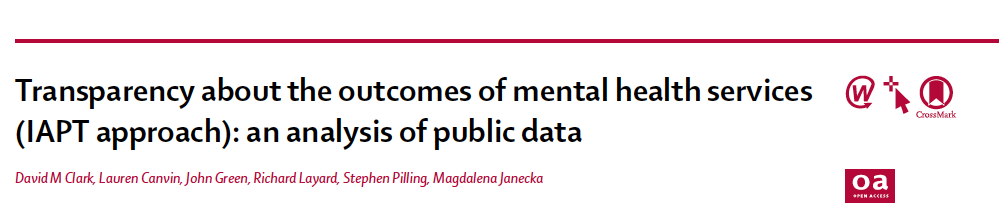 Transparency about the outcomes of mental health services
(IAPT approach): an analysis of public data
W
CrossMark
David M Clark, Lauren Canvin, John Green, Richard Layard, Stephen Pilling, Magdalena Janecka
oa
OPEN ACCESS